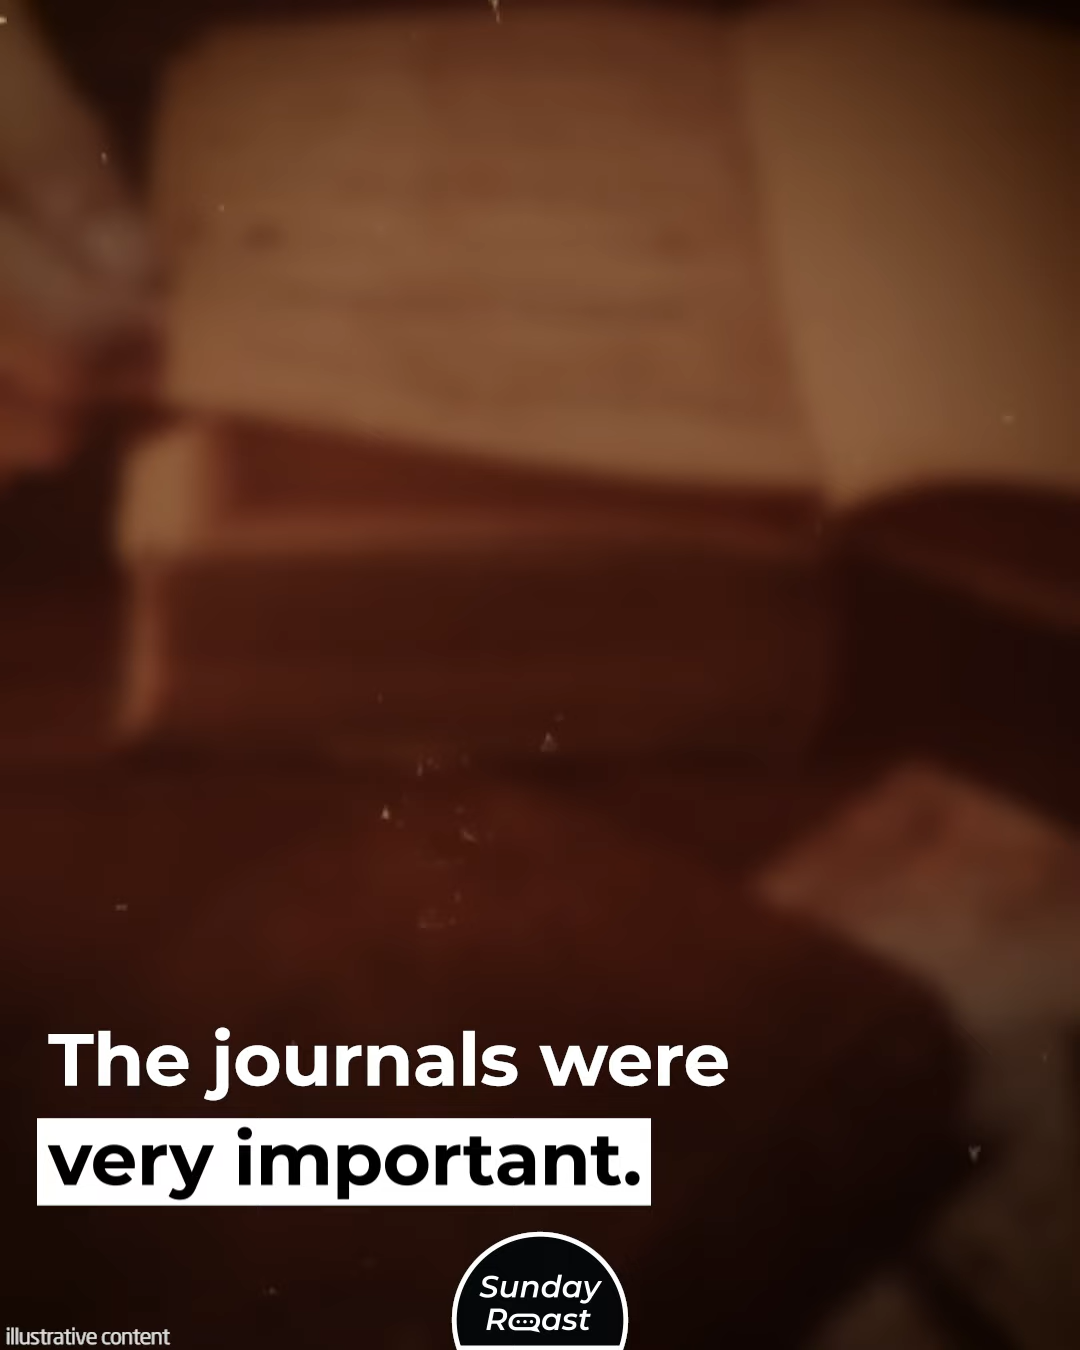 The journals were
very important.
Sunday
Roast
illustrative content